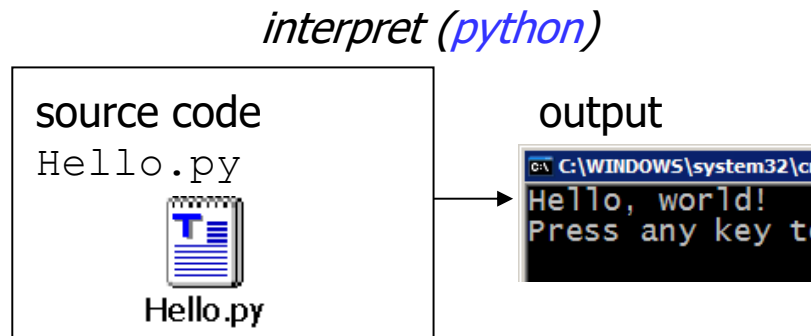 interpret (python)
source code
Hello.py
Hello.py
output
C:\WINDOWS\system32\c
Hello, world!
Press any key t